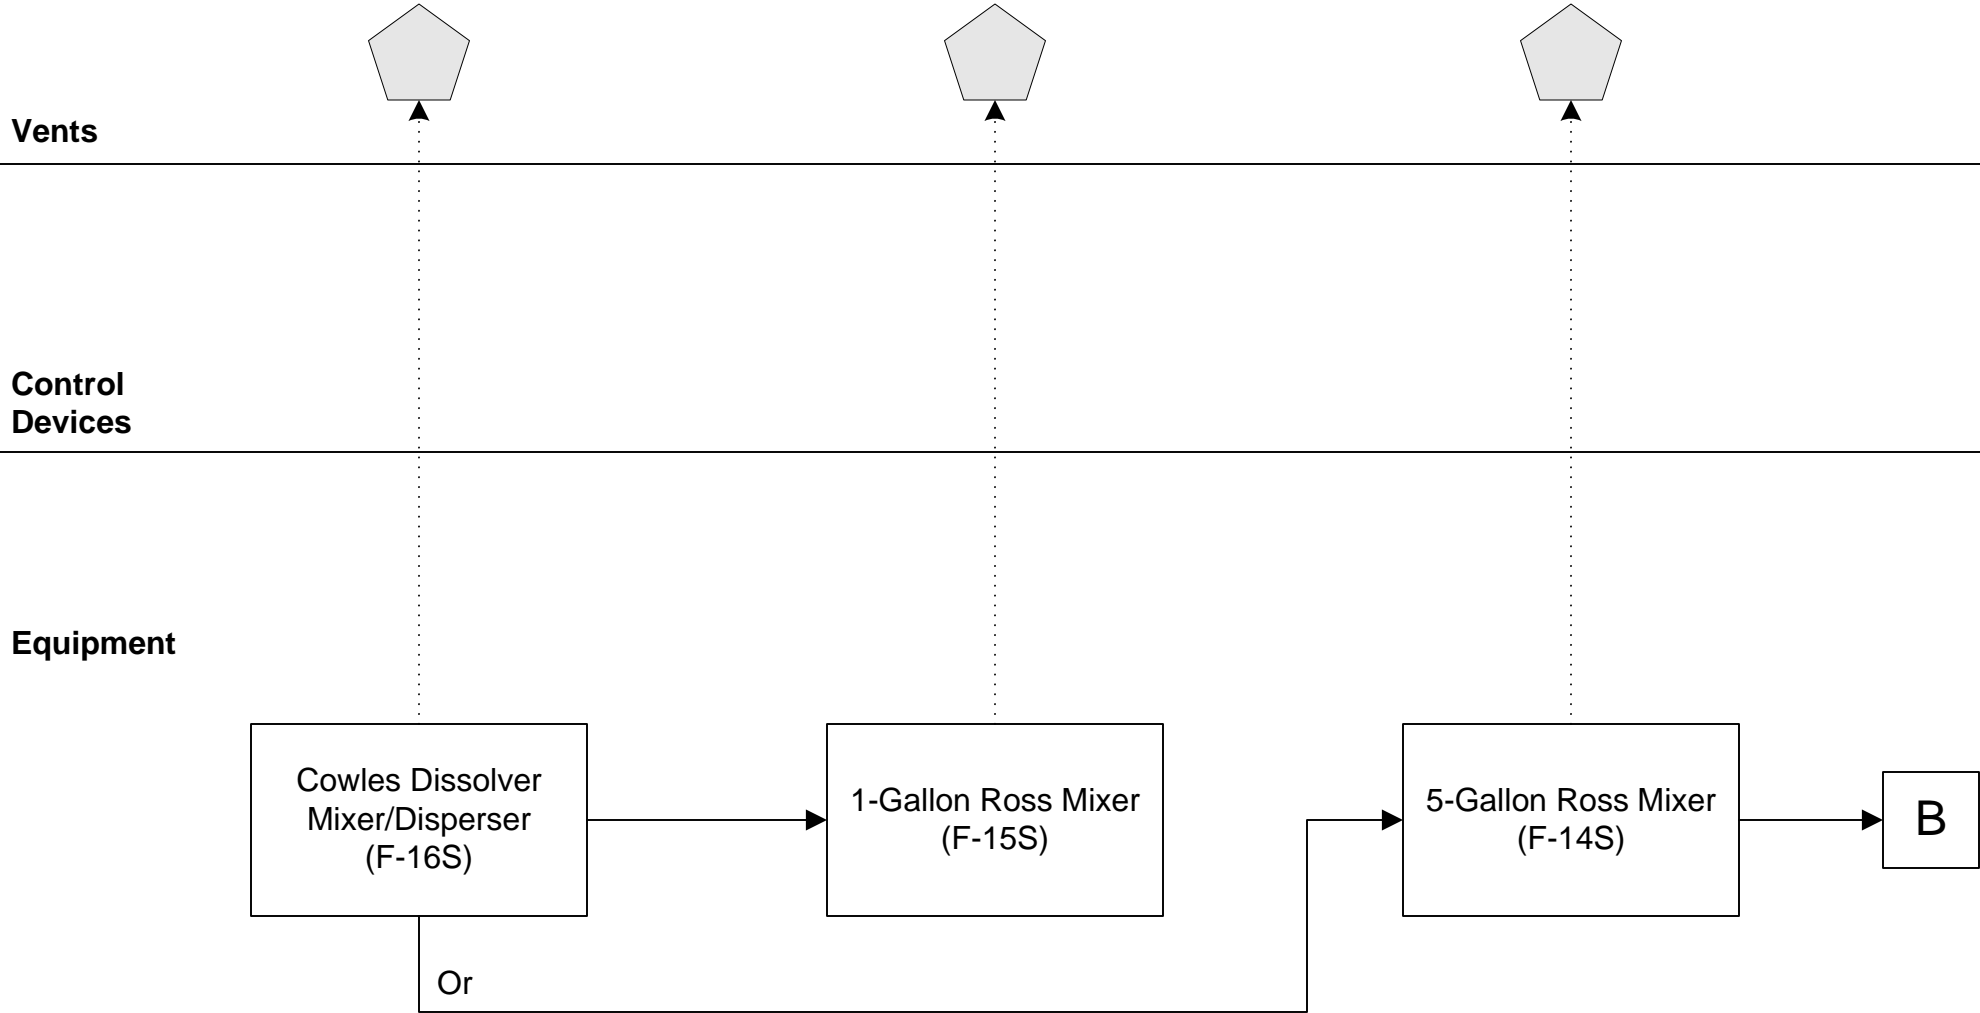 Vents
Control
Devices
Equipment
Cowles Dissolver
Mixer/Disperser
(F-16S)
1-Gallon Ross Mixer
(F-15S)
5-Gallon Ross Mixer
(F-14S)
B
Or